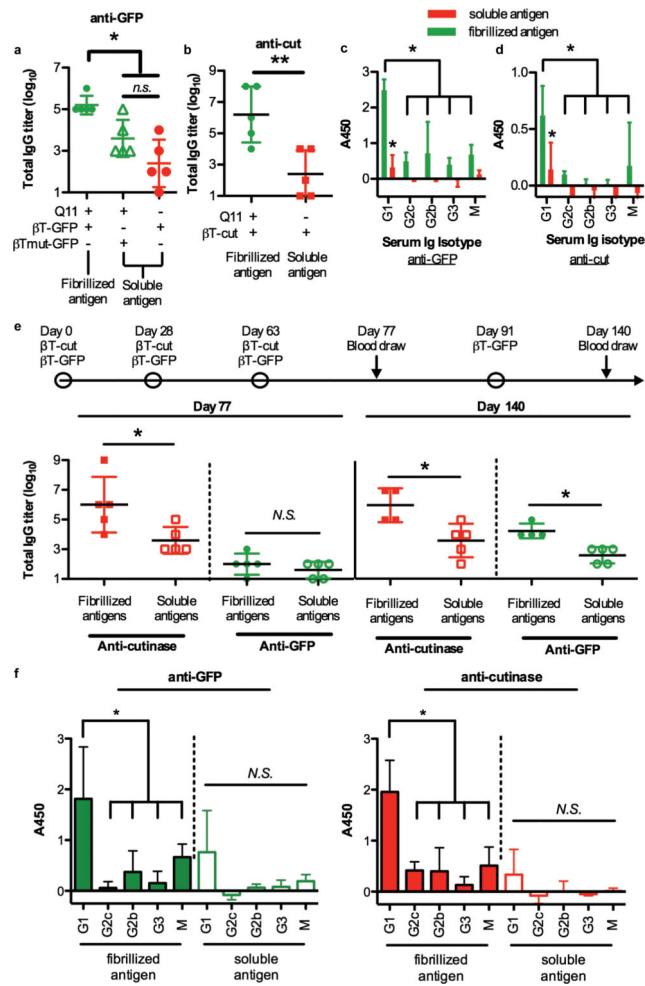 soluble antigen
fibrillized antigen
a
anti-GFP
*
n.s.
Total IgG titer (log10)
7
5
3
1
Q11 + + -
βT-GFP + - +
βTmut-GFP - + -
Fibrillized antigen
Soluble antigen
b
anti-cut
**
Total IgG titer (log10)
9
7
5
3
1
Q11 + -
βT-cut + +
Fibrillized antigen
Soluble antigen
c
*
*
A450
3
2
1
0
G1 G2c G2b G3 M
Serum Ig Isotype
anti-GFP
d
*
*
A450
1.0
0.5
0.0
G1 G2c G2b G3 M
Serum Ig isotype
anti-cut
e
Day 0
βT-cut
βT-GFP
Day 28
βT-cut
βT-GFP
Day 63
βT-cut
βT-GFP
Day 77
Blood draw
Day 91
βT-GFP
Day 140
Blood draw
Day 77
Day 140
Total IgG titer (log10)
9
7
5
3
1
*
N.S.
*
*
Fibrillized antigens
Soluble antigens
Fibrillized antigens
Soluble antigens
Fibrillized antigens
Soluble antigens
Fibrillized antigens
Soluble antigens
Anti-cutinase
Anti-GFP
Anti-cutinase
Anti-GFP
f
anti-GFP
A450
3
2
1
0
*
N.S.
G1 G2c G2b G3 M G1 G2c G2b G3 M
fibrillized antigen
soluble antigen
anti-cutinase
A450
3
2
1
0
*
N.S.
G1 G2c G2b G3 M G1 G2c G2b G3 M
fibrillized antigen
soluble antigen